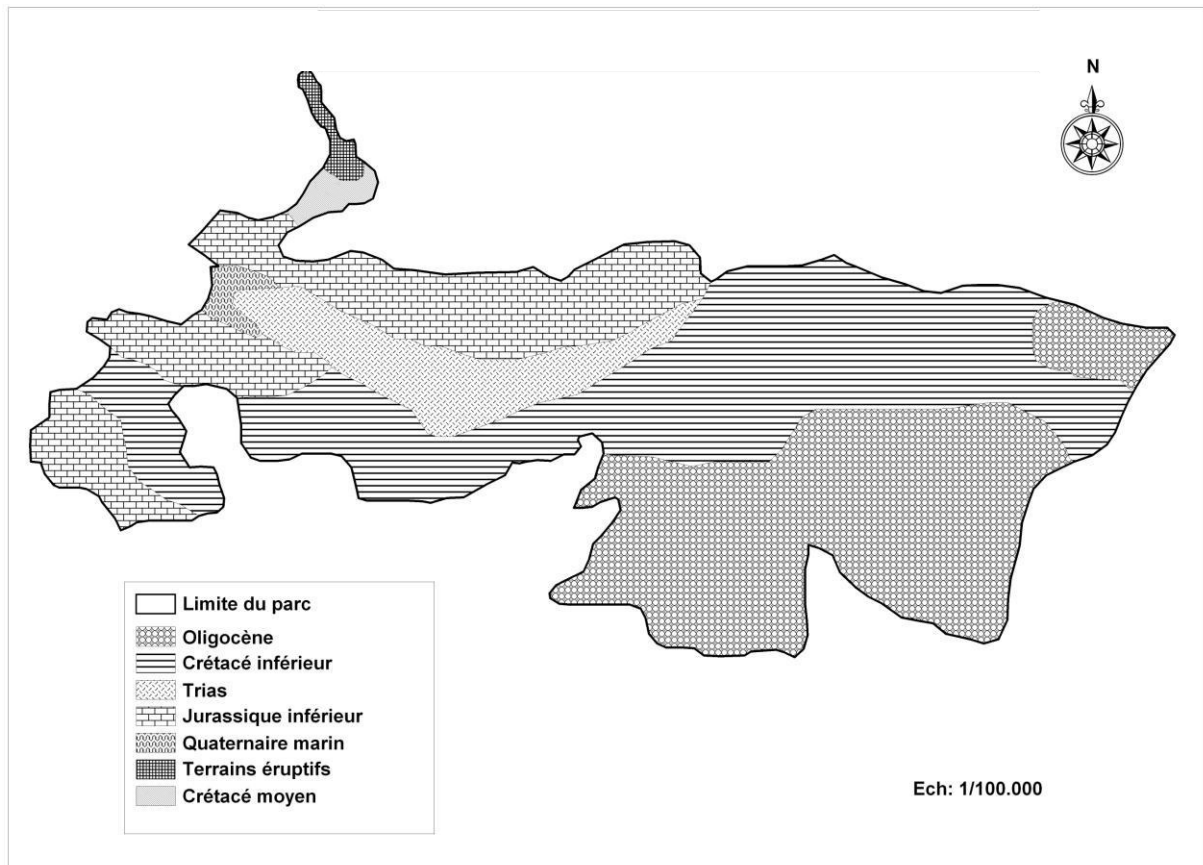 N
Limite du parc
Oligocène
Crétacé inférieur
Trias
Jurassique inférieur
Quaternaire marin
Terrains éruptifs
Crétacé moyen
Ech: 1/100.000